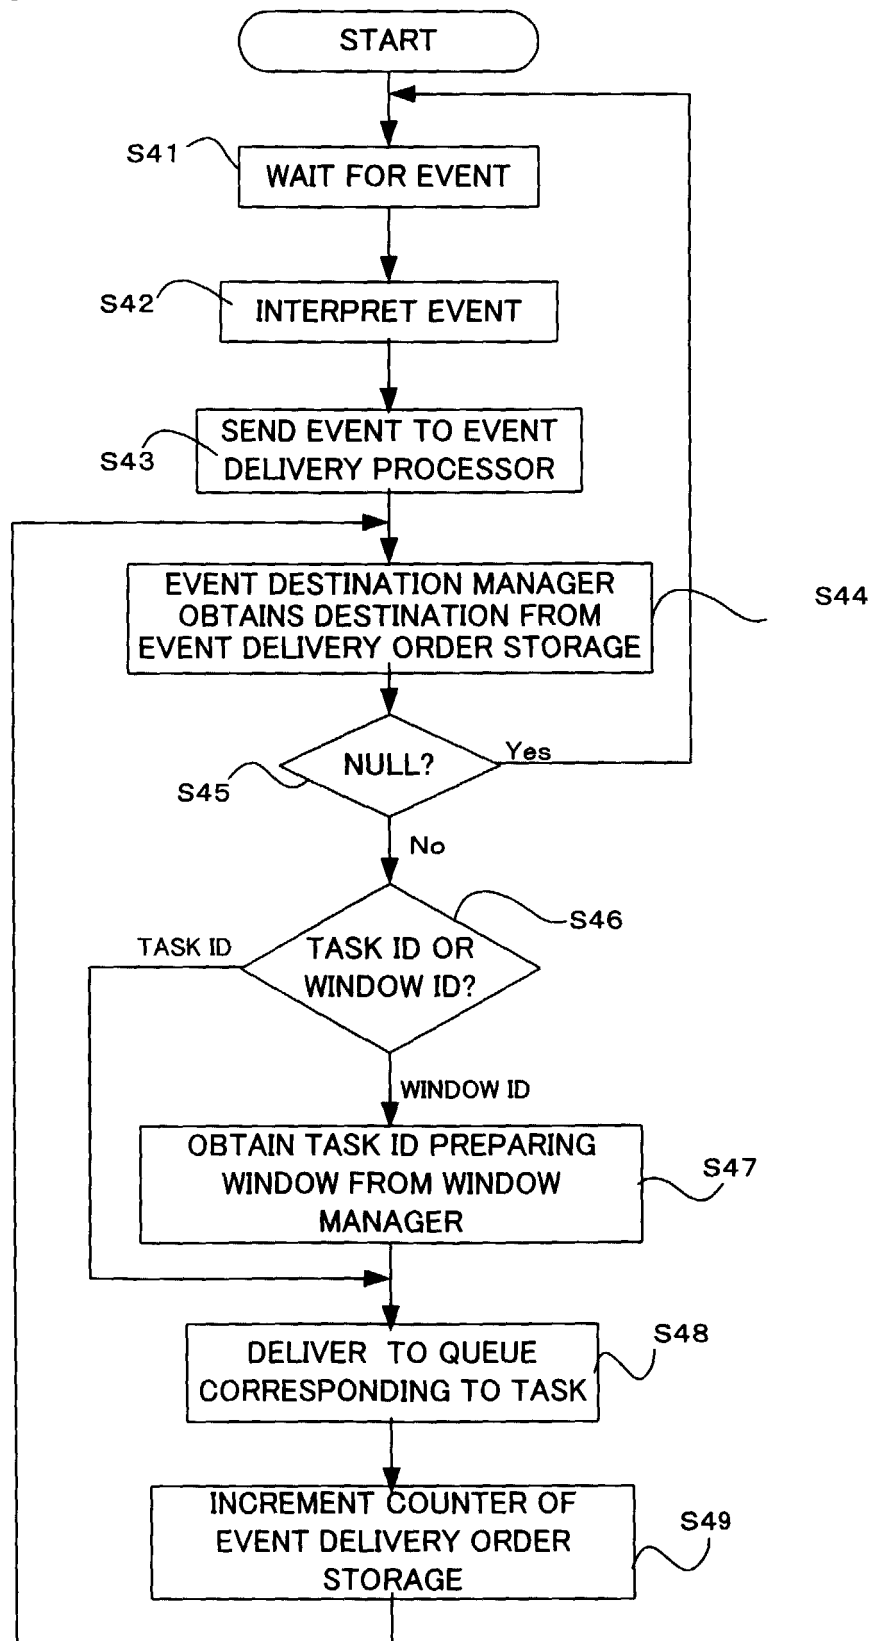 START
S41
WAIT FOR EVENT
S42
INTERPRET EVENT
S43
SEND EVENT TO EVENT
DELIVERY PROCESSOR
EVENT DESTINATION MANAGER
OBTAINS DESTINATION FROM
EVENT DELIVERY ORDER STORAGE
S44
NULL?
Yes
S45
No
S46
TASK ID
TASK ID OR
WINDOW ID?
WINDOW ID
OBTAIN TASK ID PREPARING
WINDOW FROM WINDOW
MANAGER
S47
DELIVER TO QUEUE
CORRESPONDING TO TASK
S48
INCREMENT COUNTER OF
EVENT DELIVERY ORDER
STORAGE
S49